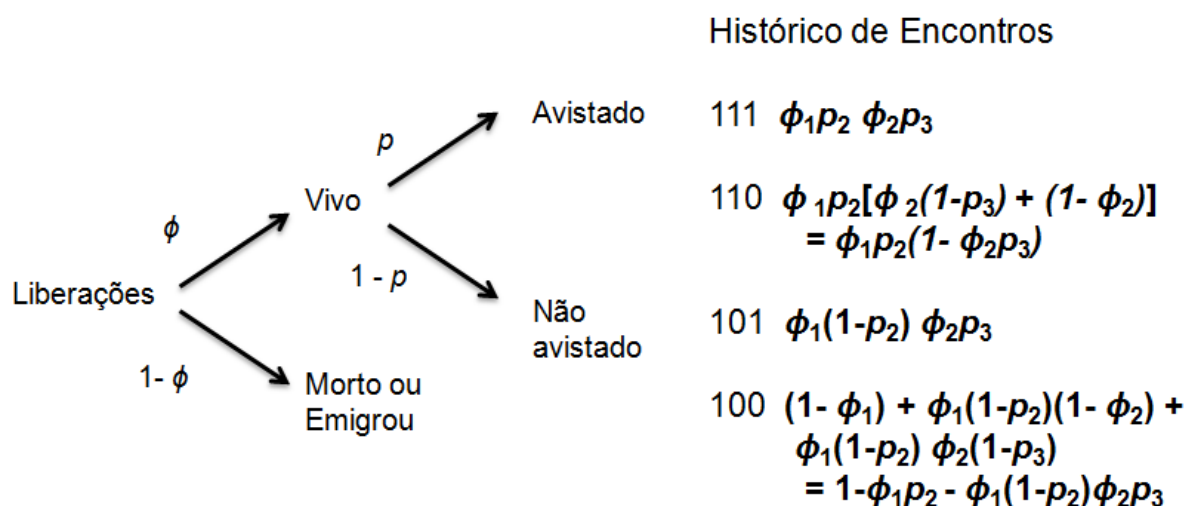 Histórico de Encontros
Liberações
ϕ
1- ϕ
Vivo
Morto ou
Emigrou
p
1 - p
Avistado
Não
avistado
111 ϕ₁p₂ ϕ₂p₃
110 ϕ ₁p₂[ϕ ₂(1-p₃) + (1- ϕ₂)]
= ϕ₁p₂(1- ϕ₂p₃)
101 ϕ₁(1-p₂) ϕ₂p₃
100 (1- ϕ₁) + ϕ₁(1-p₂)(1- ϕ₂) +
ϕ₁(1-p₂) ϕ₂(1-p₃)
= 1-ϕ₁p₂ - ϕ₁(1-p₂)ϕ₂p₃